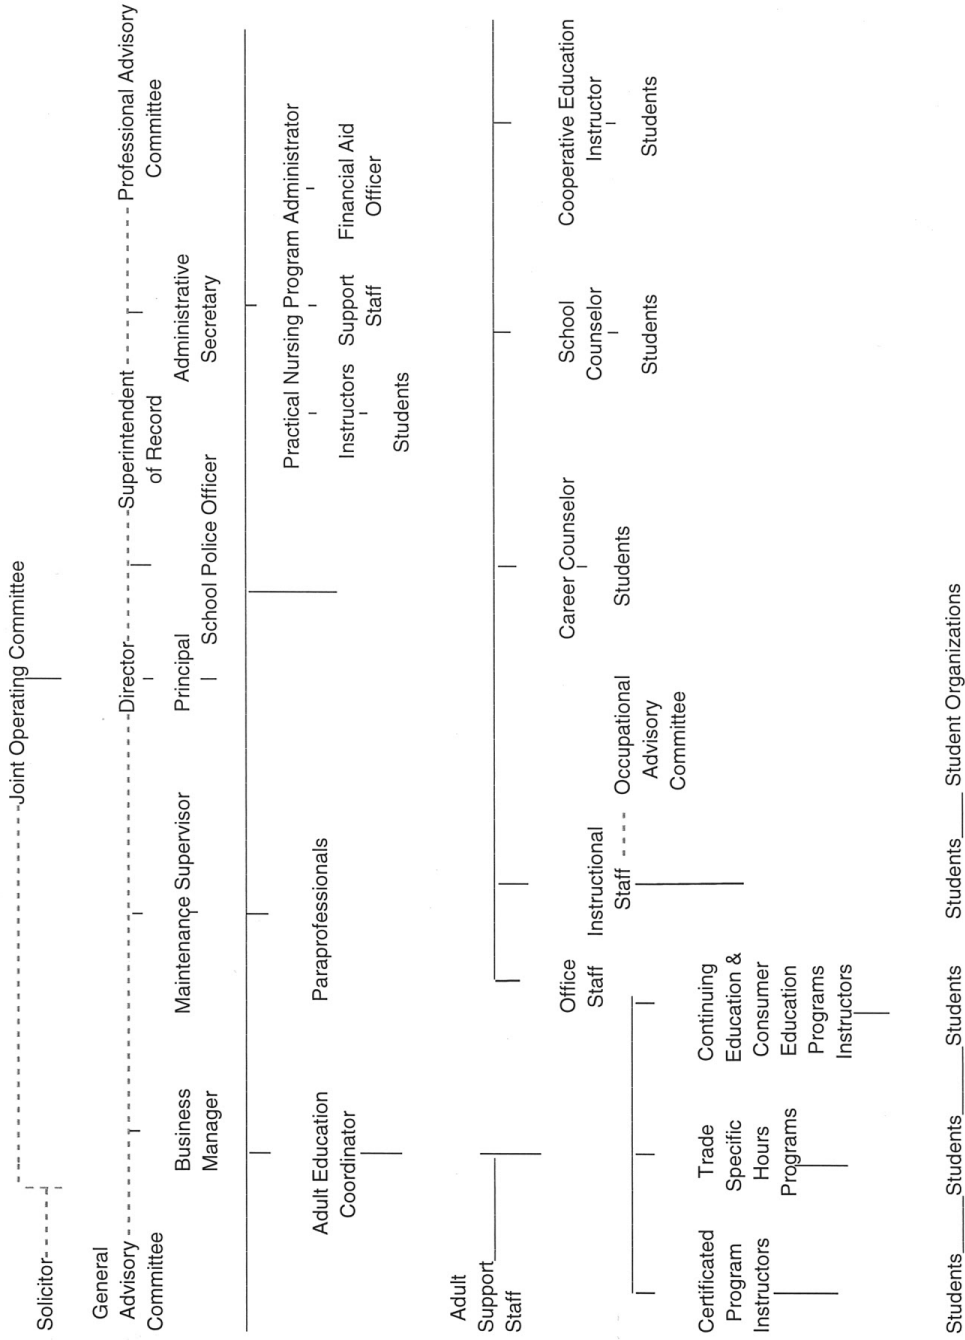 Joint Operating Committee
Solicitor
General
Advisory
Committee
Director
Superintendent
of Record
Professional Advisory
Committee
Business
Manager
Maintenance Supervisor
Principal
School Police Officer
Administrative
Secretary
Adult Education
Coordinator
Paraprofessionals
Practical Nursing Program Administrator
Instructors
Support
Staff
Financial Aid
Officer
Students
Adult
Support
Staff
Office
Staff
Instructional
Staff
Occupational
Advisory
Committee
Career Counselor
Students
School
Counselor
Students
Cooperative Education
Instructor
Students
Certificated
Program
Instructors
Trade
Specific
Hours
Programs
Continuing
Education &
Consumer
Education
Programs
Instructors
Students
Students
Students
Students
Student Organizations